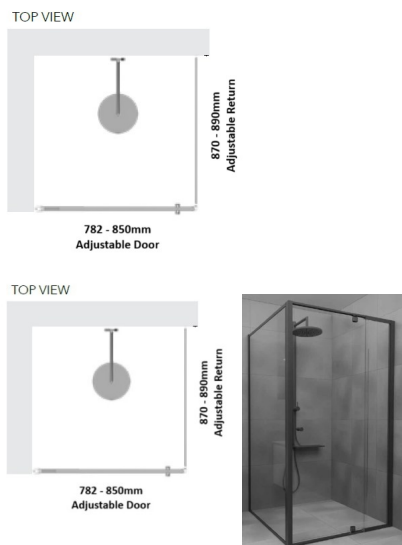 TOP VIEW
870 - 890mm
Adjustable Return
782 - 850mm
Adjustable Door
TOP VIEW
870 - 890mm
Adjustable Return
782 - 850mm
Adjustable Door